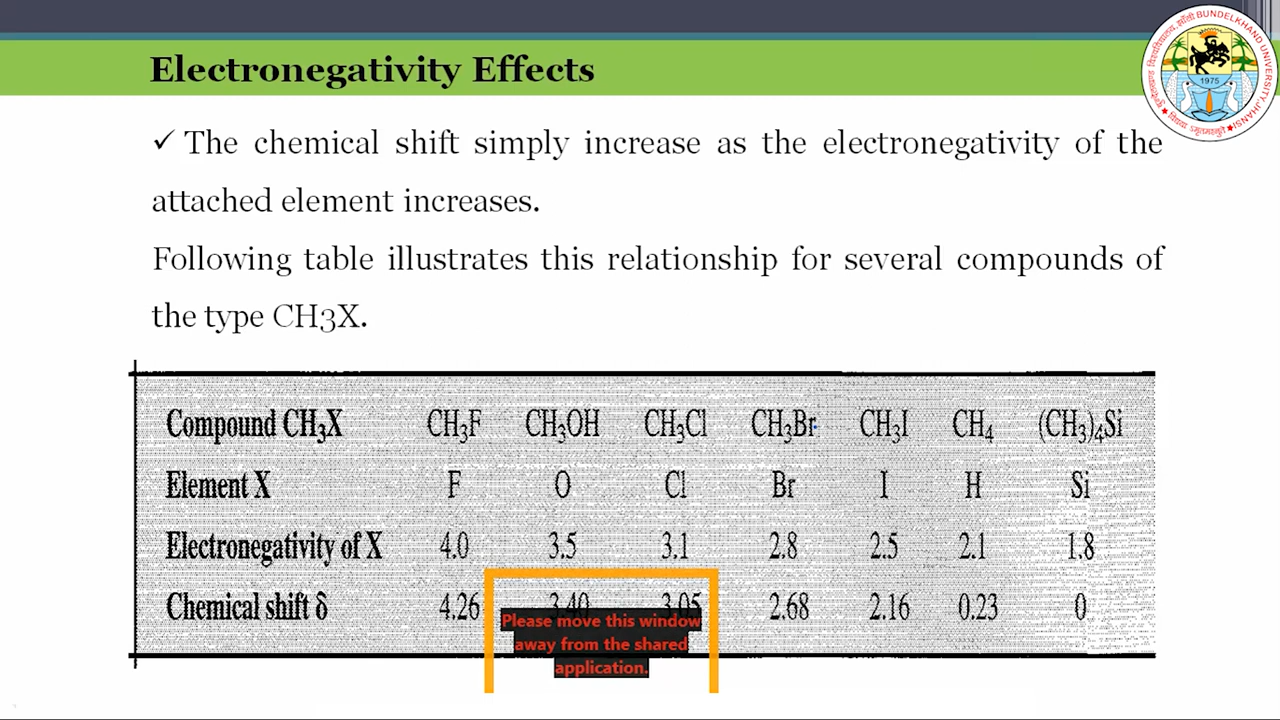 Electronegativity Effects
BUNDELKHAND UNIVERSITY, JHANSI
1975
✓ The chemical shift simply increase as the electronegativity of the
attached element increases.
Following table illustrates this relationship for several compounds of
the type CH3X.
Compound CH₃X CH₃F CH₃OH CH₃Cl CH₃Br CH₃I CH₄ (CH₃)₄Si
Element X F O Cl Br I H Si
Electronegativity of X 4.0 3.5 3.1 2.8 2.5 2.1 1.8
Chemical shift δ 4.26 3.40 3.05 2.68 2.16 0.23 0
Please move this window
away from the shared
application.